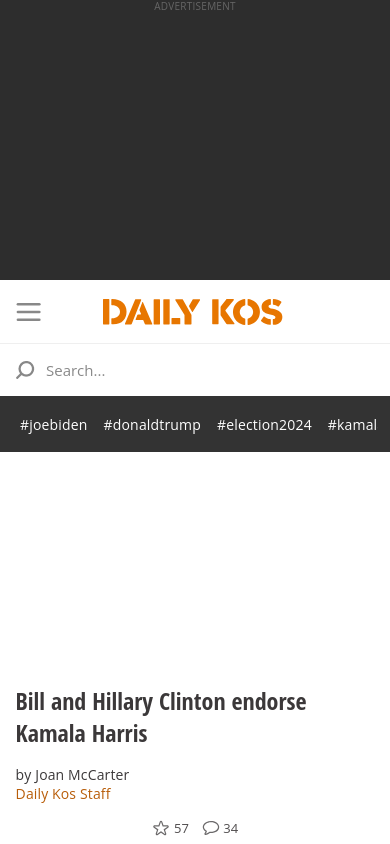 ADVERTISEMENT
DAILY KOS
Search...
#joebiden #donaldtrump #election2024 #kamal
Bill and Hillary Clinton endorse
Kamala Harris
by Joan McCarter
Daily Kos Staff
57 34